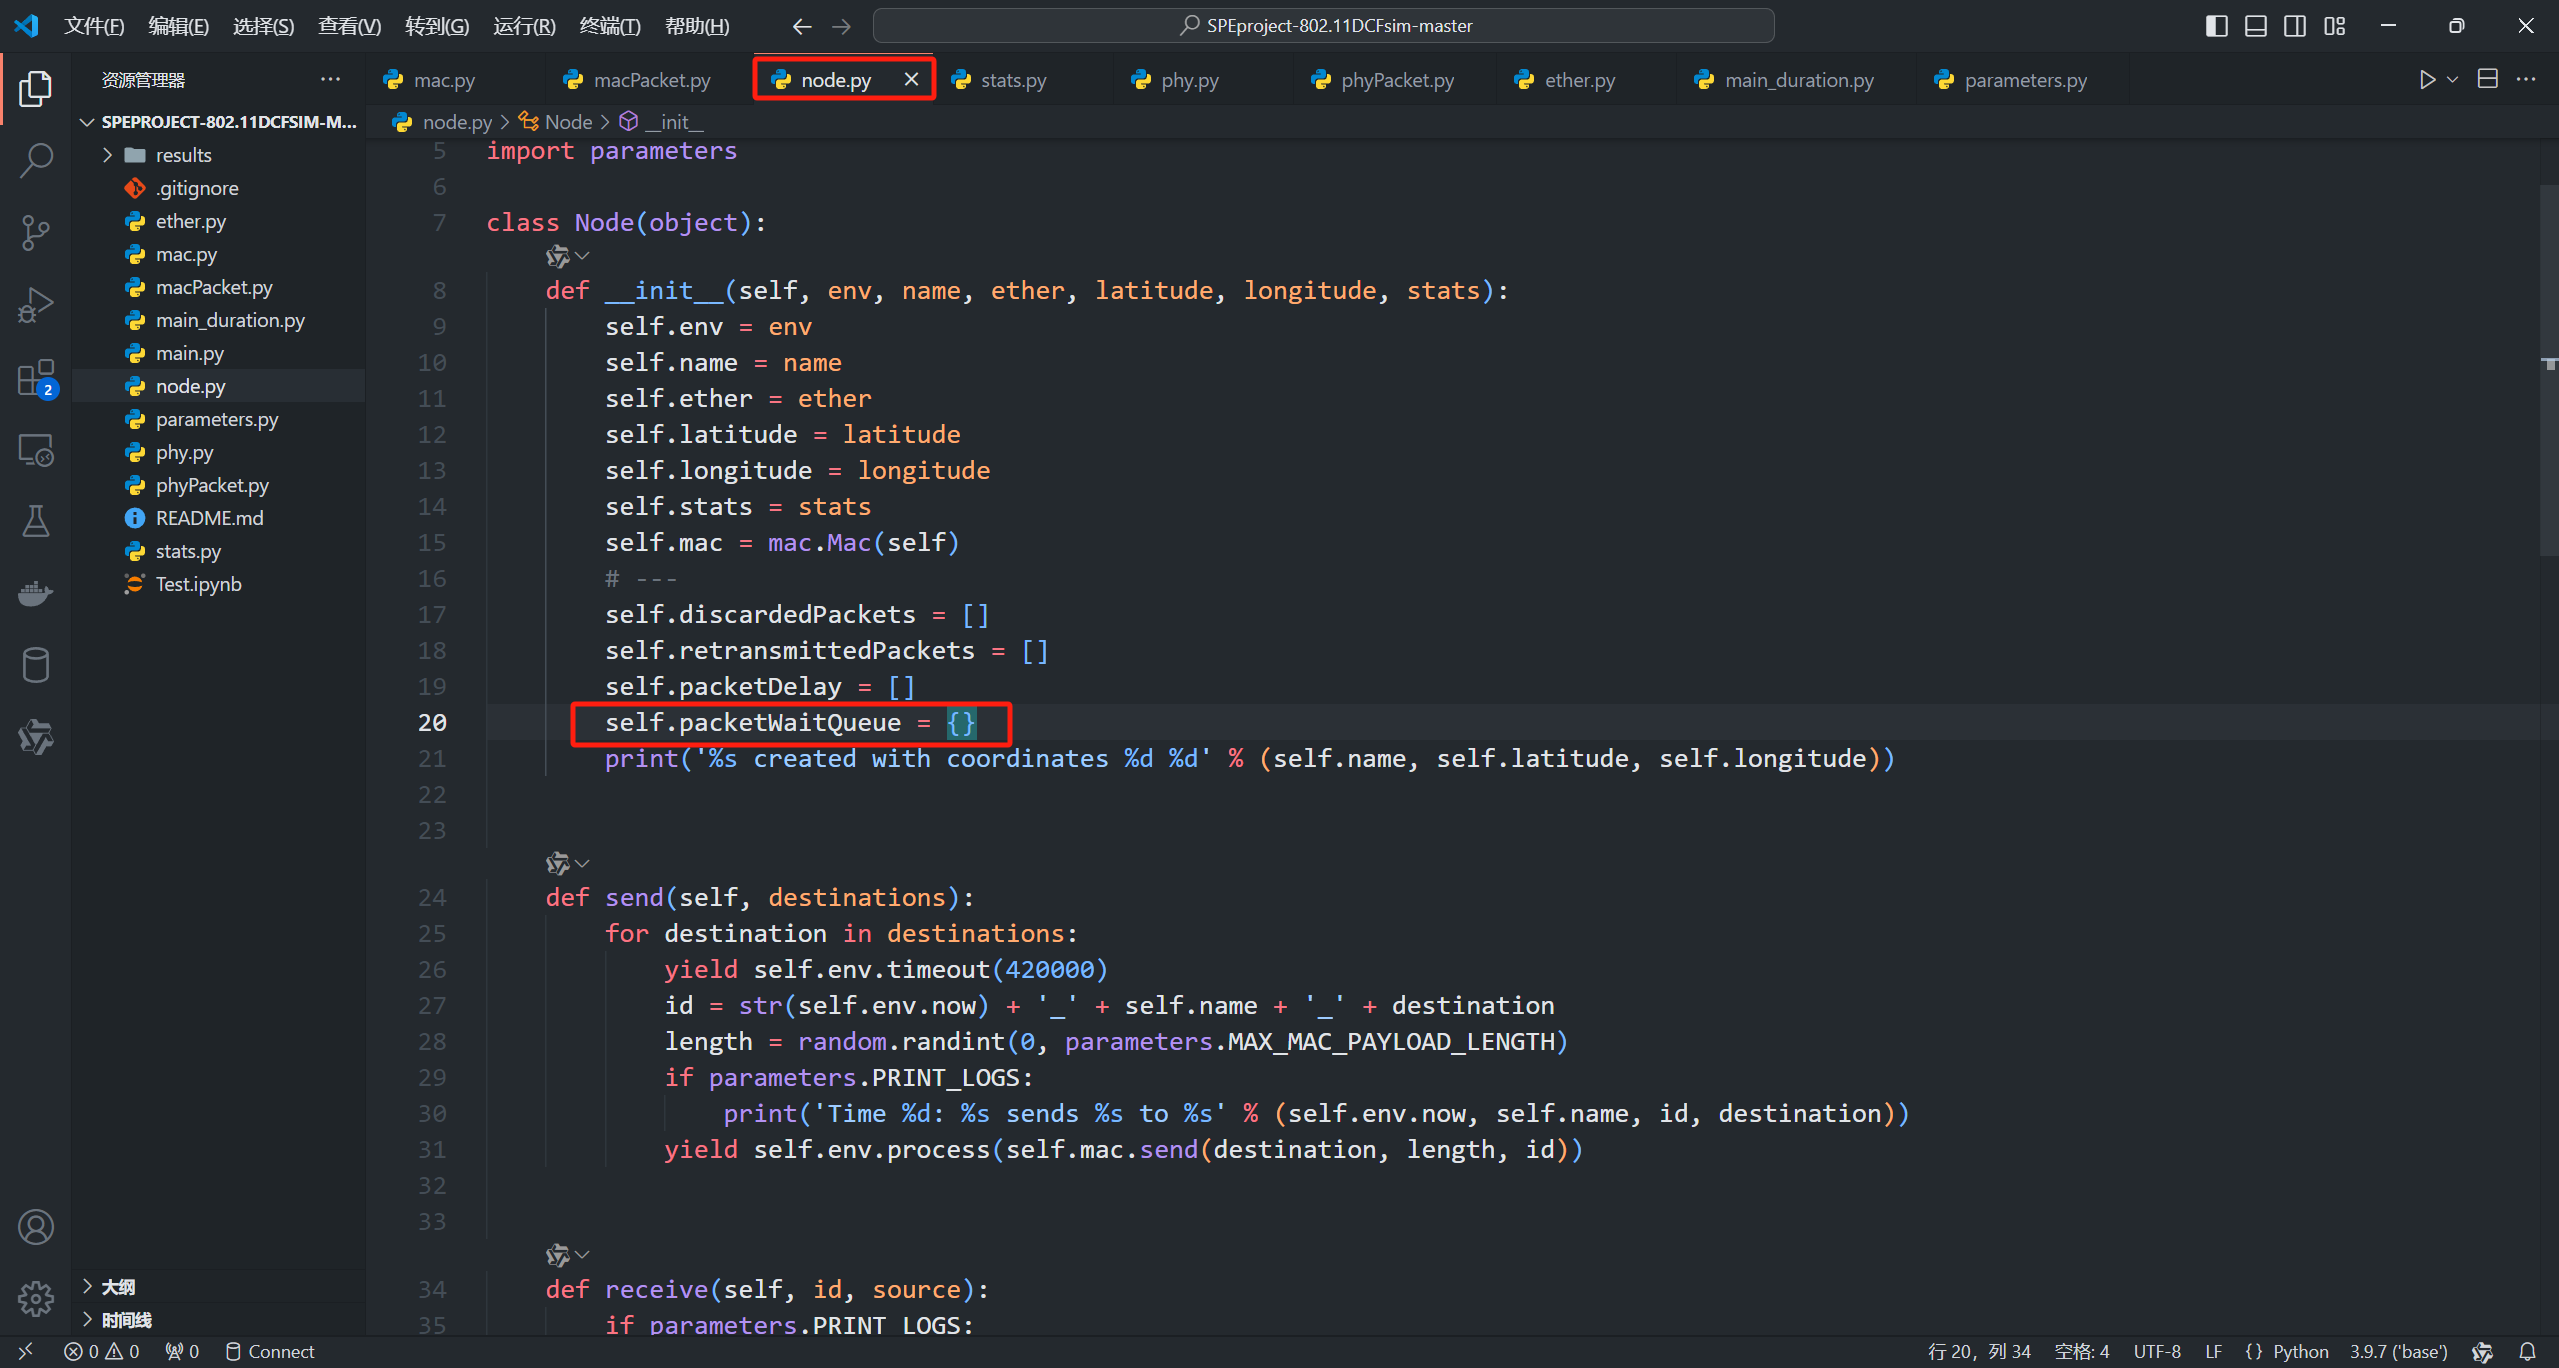 文件(F) 编辑(E) 选择(S) 查看(V) 转到(G) 运行(R) 终端(T) 帮助(H) SPEproject-802.11DCFsim-master
资源管理器
SPEPROJECT-802.11DCFSIM-M...
results
.gitignore
ether.py
mac.py
macPacket.py
main_duration.py
main.py
node.py
parameters.py
phy.py
phyPacket.py
README.md
stats.py
Test.ipynb
大纲
时间线
2
mac.py macPacket.py node.py stats.py phy.py phyPacket.py ether.py main_duration.py parameters.py
node.py > Node > __init__
5 import parameters
6
7 class Node(object):
8 def __init__(self, env, name, ether, latitude, longitude, stats):
9 self.env = env
10 self.name = name
11 self.ether = ether
12 self.latitude = latitude
13 self.longitude = longitude
14 self.stats = stats
15 self.mac = mac.Mac(self)
16 # ---
17 self.discardedPackets = []
18 self.retransmittedPackets = []
19 self.packetDelay = []
20 self.packetWaitQueue = {}
21 print('%s created with coordinates %d %d' % (self.name, self.latitude, self.longitude))
22
23
24 def send(self, destinations):
25 for destination in destinations:
26 yield self.env.timeout(420000)
27 id = str(self.env.now) + '_' + self.name + '_' + destination
28 length = random.randint(0, parameters.MAX_MAC_PAYLOAD_LENGTH)
29 if parameters.PRINT_LOGS:
30 print('Time %d: %s sends %s to %s' % (self.env.now, self.name, id, destination))
31 yield self.env.process(self.mac.send(destination, length, id))
32
33
34 def receive(self, id, source):
35 if parameters.PRINT_LOGS:
0 0 0 Connect 行 20，列 34 空格: 4 UTF-8 LF {} Python 3.9.7 ('base')